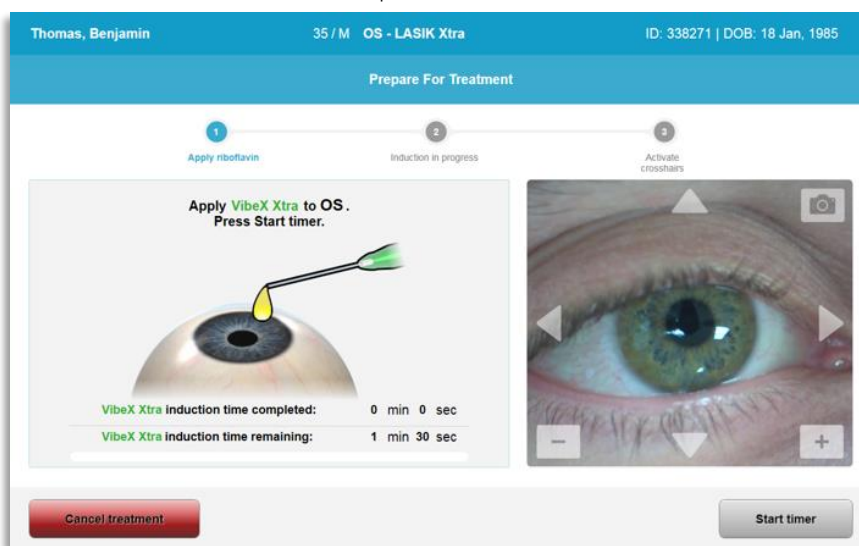 Thomas, Benjamin 35 / M OS - LASIK Xtra ID: 338271 | DOB: 18 Jan, 1985
Prepare For Treatment
1 2 3
Apply riboflavin Induction in progress Activate
crosshairs
Apply VibeX Xtra to OS.
Press Start timer.
VibeX Xtra induction time completed: 0 min 0 sec
VibeX Xtra induction time remaining: 1 min 30 sec
- +
Cancel treatment Start timer